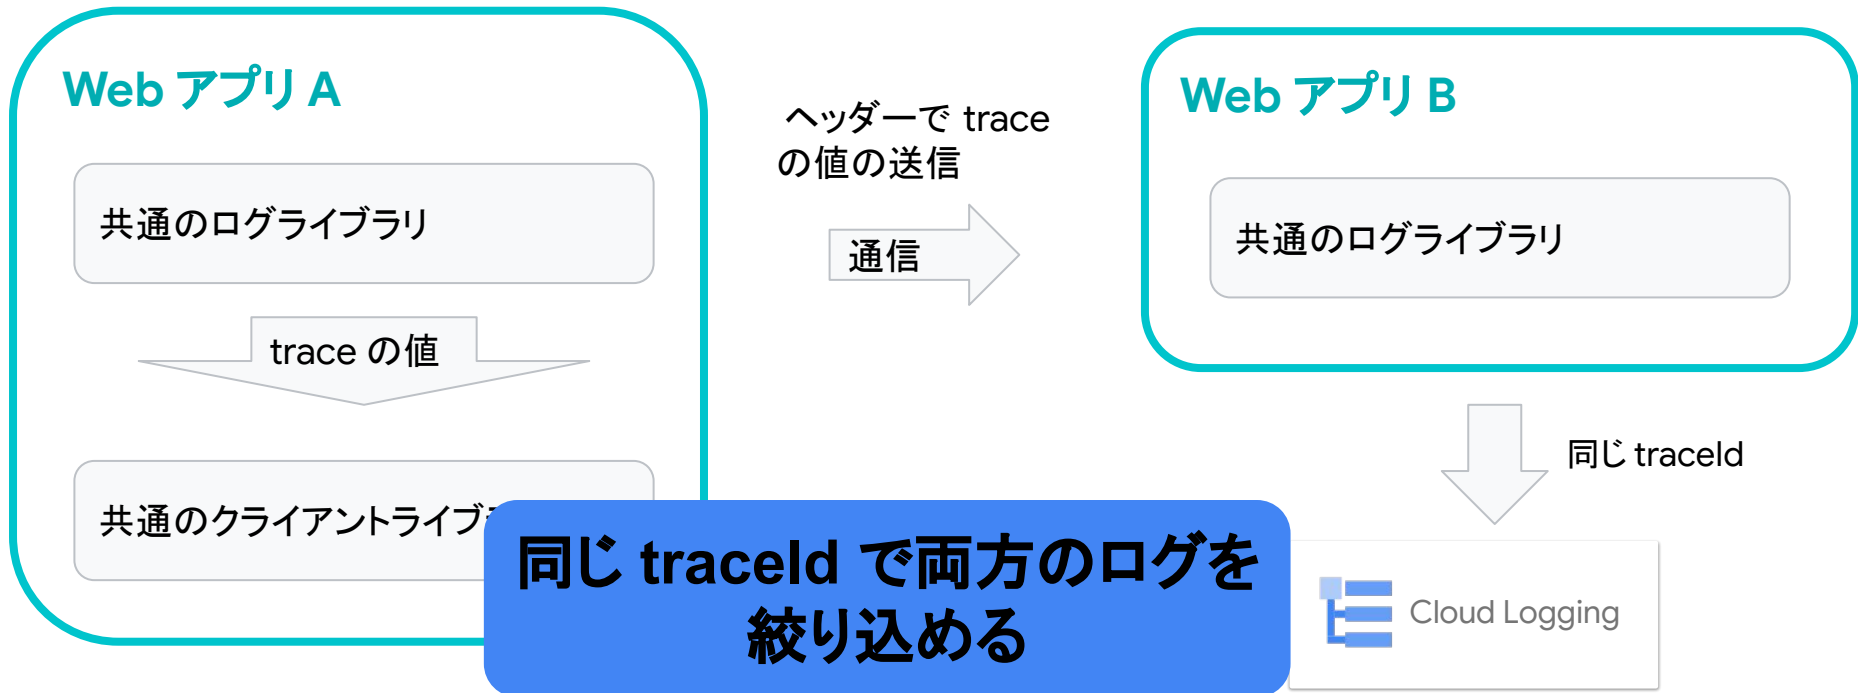 Web アプリ A
共通のログライブラリ
trace の値
共通のクライアントライブ
ヘッダーで trace
の値の送信
通信
Web アプリ B
共通のログライブラリ
同じ traceId
同じ traceId で両方のログを
絞り込める
Cloud Logging